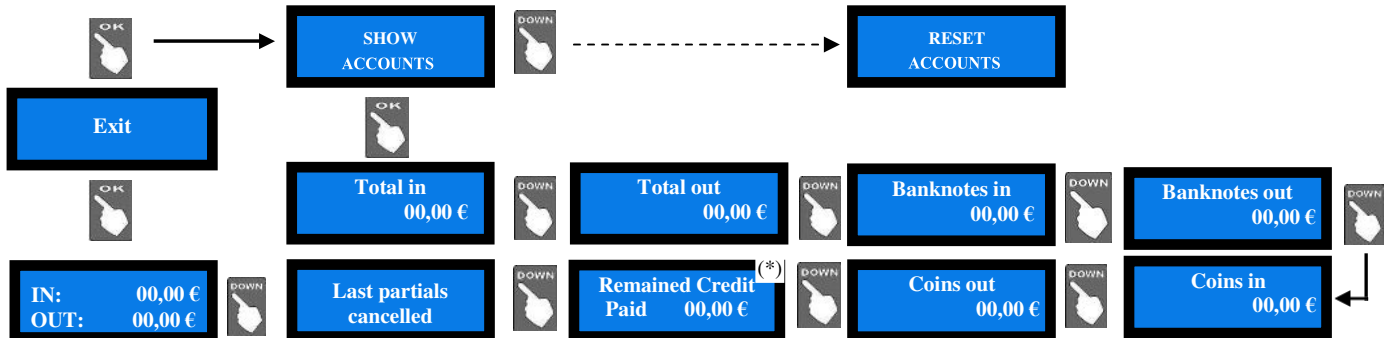 OK
SHOW
ACCOUNTS
DOWN
RESET
ACCOUNTS
Exit
OK
OK
Total in
00,00 €
DOWN
Total out
00,00 €
DOWN
Banknotes in
00,00 €
DOWN
Banknotes out
00,00 €
DOWN
IN: 00,00 €
OUT: 00,00 €
DOWN
Last partials
cancelled
DOWN
(*)
Remained Credit
Paid 00,00 €
DOWN
Coins out
00,00 €
DOWN
Coins in
00,00 €